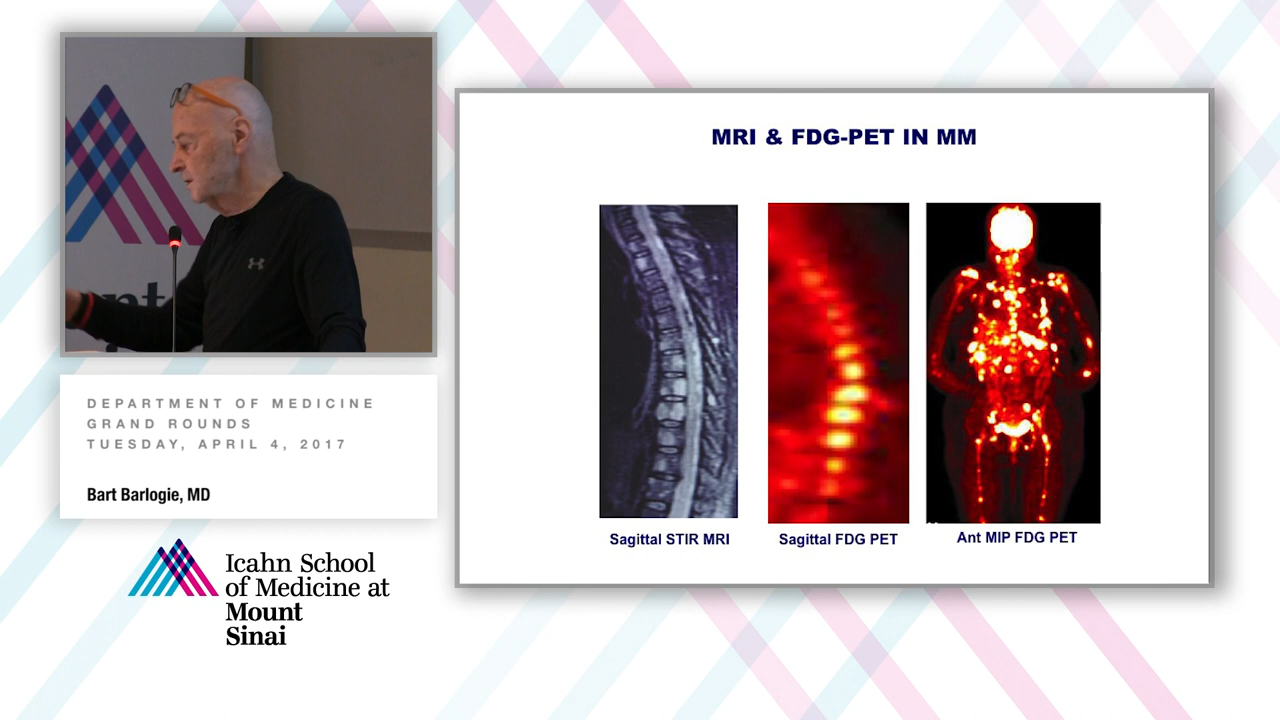 DEPARTMENT OF MEDICINE
GRAND ROUNDS
TUESDAY, APRIL 4, 2017
Bart Barlogie, MD
Icahn School
of Medicine at
Mount
Sinai
MRI & FDG-PET IN MM
Sagittal STIR MRI
Sagittal FDG PET
Ant MIP FDG PET